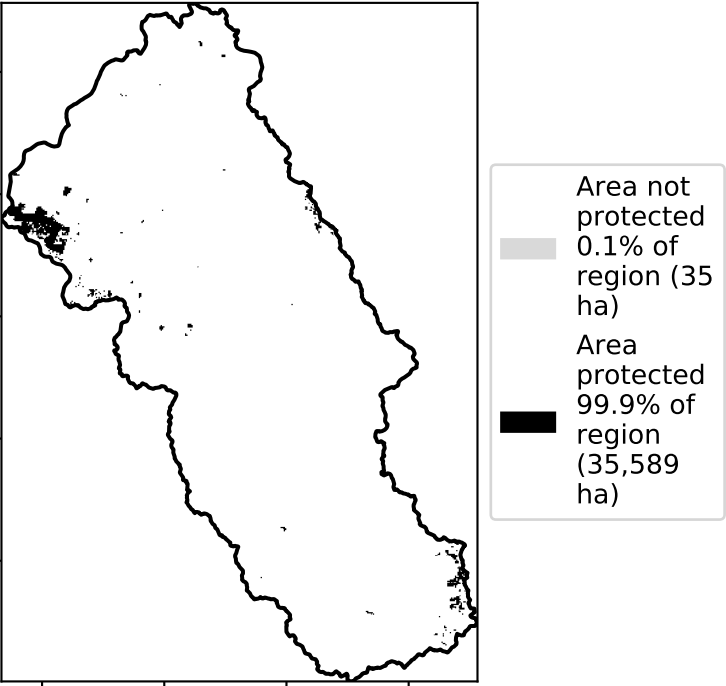 Area not
protected
0.1% of
region (35
ha)
Area
protected
99.9% of
region
(35,589
ha)